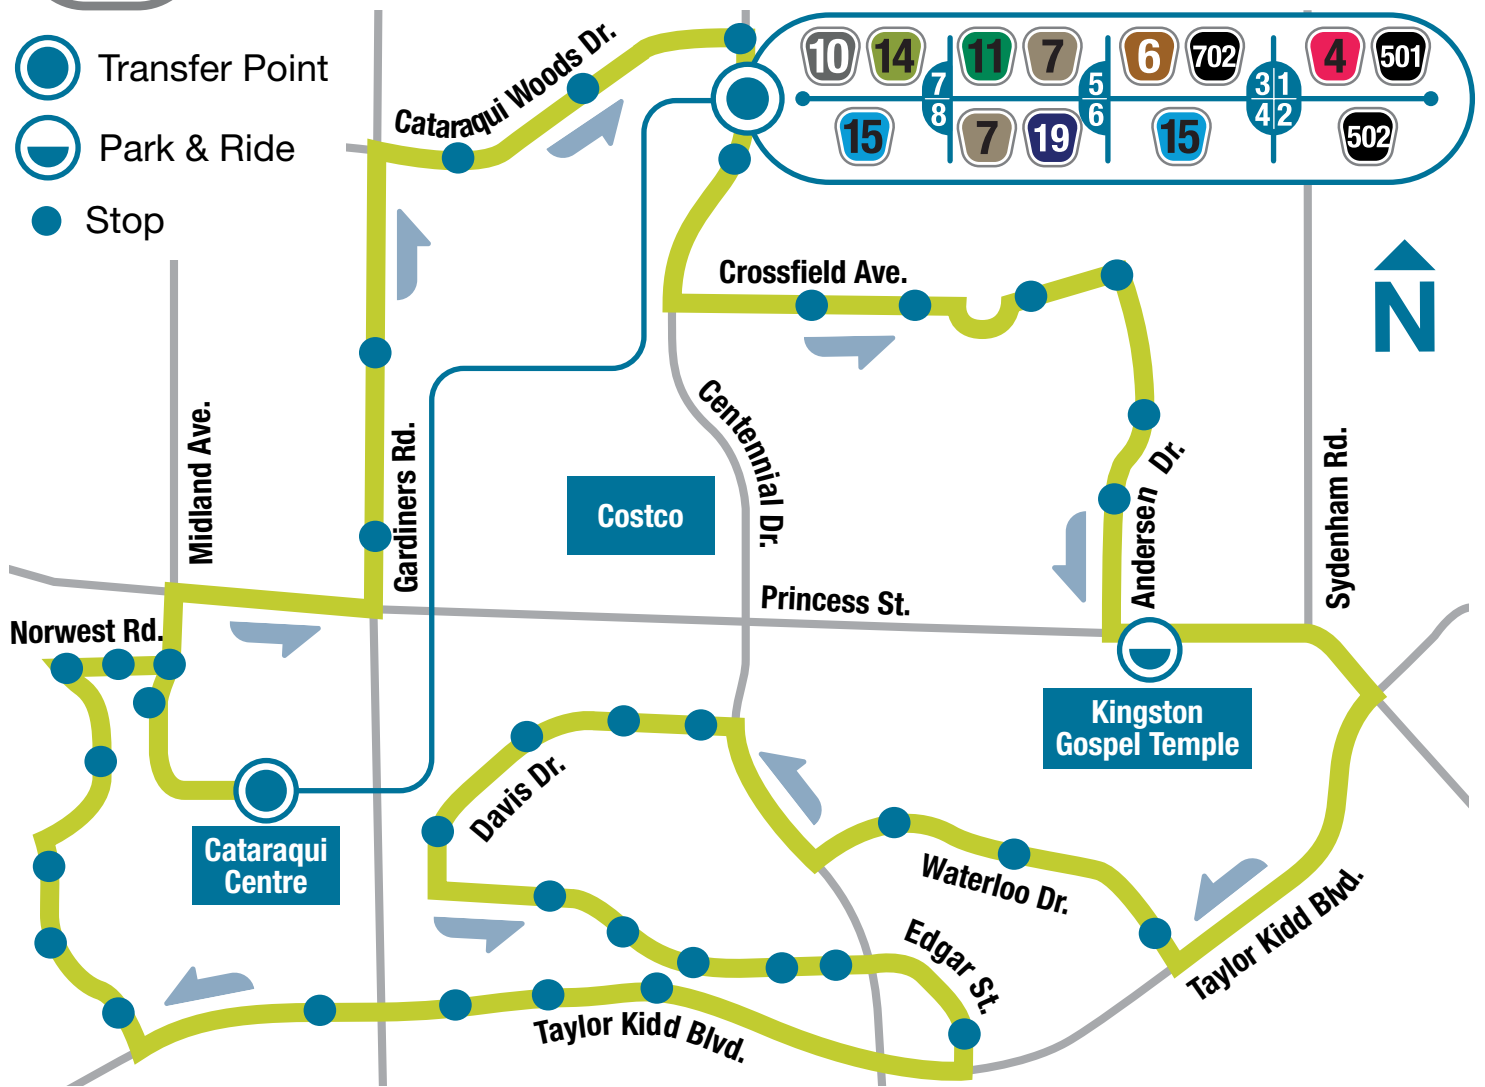 Transfer Point
Park & Ride
Stop
Cataraqui Woods Dr.
10 14 11 7 6 702 4 501
7 5 3 1
8 6 4 2
15 7 19 15 502
Crossfield Ave.
N
Midland Ave.
Gardiners Rd.
Centennial Dr.
Costco
Andersen Dr.
Sydenham Rd.
Princess St.
Norwest Rd.
Kingston
Gospel Temple
Davis Dr.
Cataraqui
Centre
Waterloo Dr.
Edgar St.
Taylor Kidd Blvd.
Taylor Kidd Blvd.